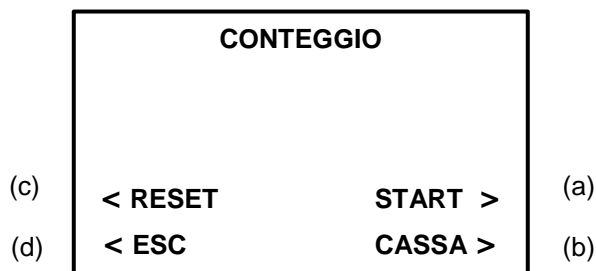 CONTEGGIO
(c) < RESET START > (a)
(d) < ESC CASSA > (b)